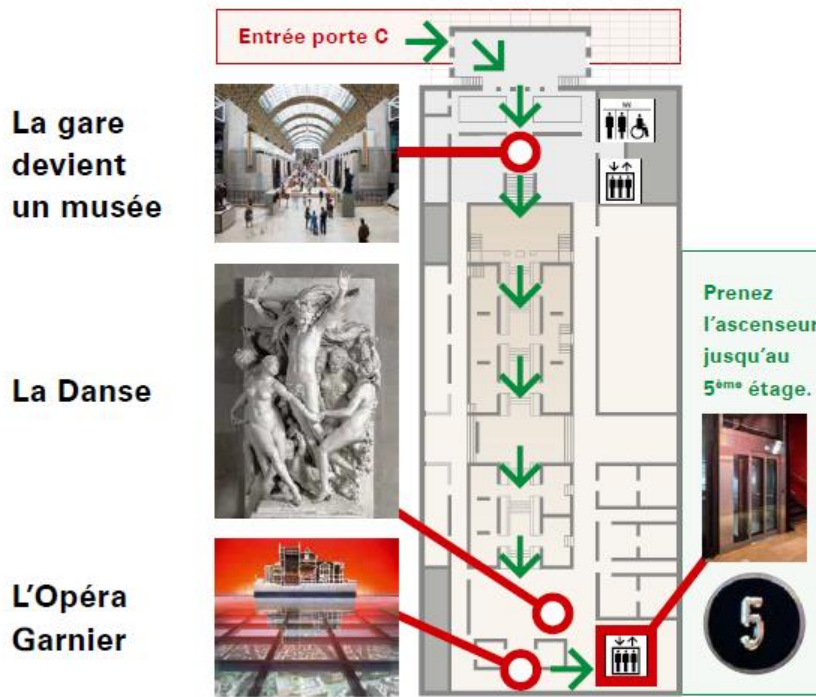 Entrée porte C
La gare
devient
un musée
La Danse
L'Opéra
Garnier
Prenez
l'ascenseur
jusqu'au
5ème étage.
5